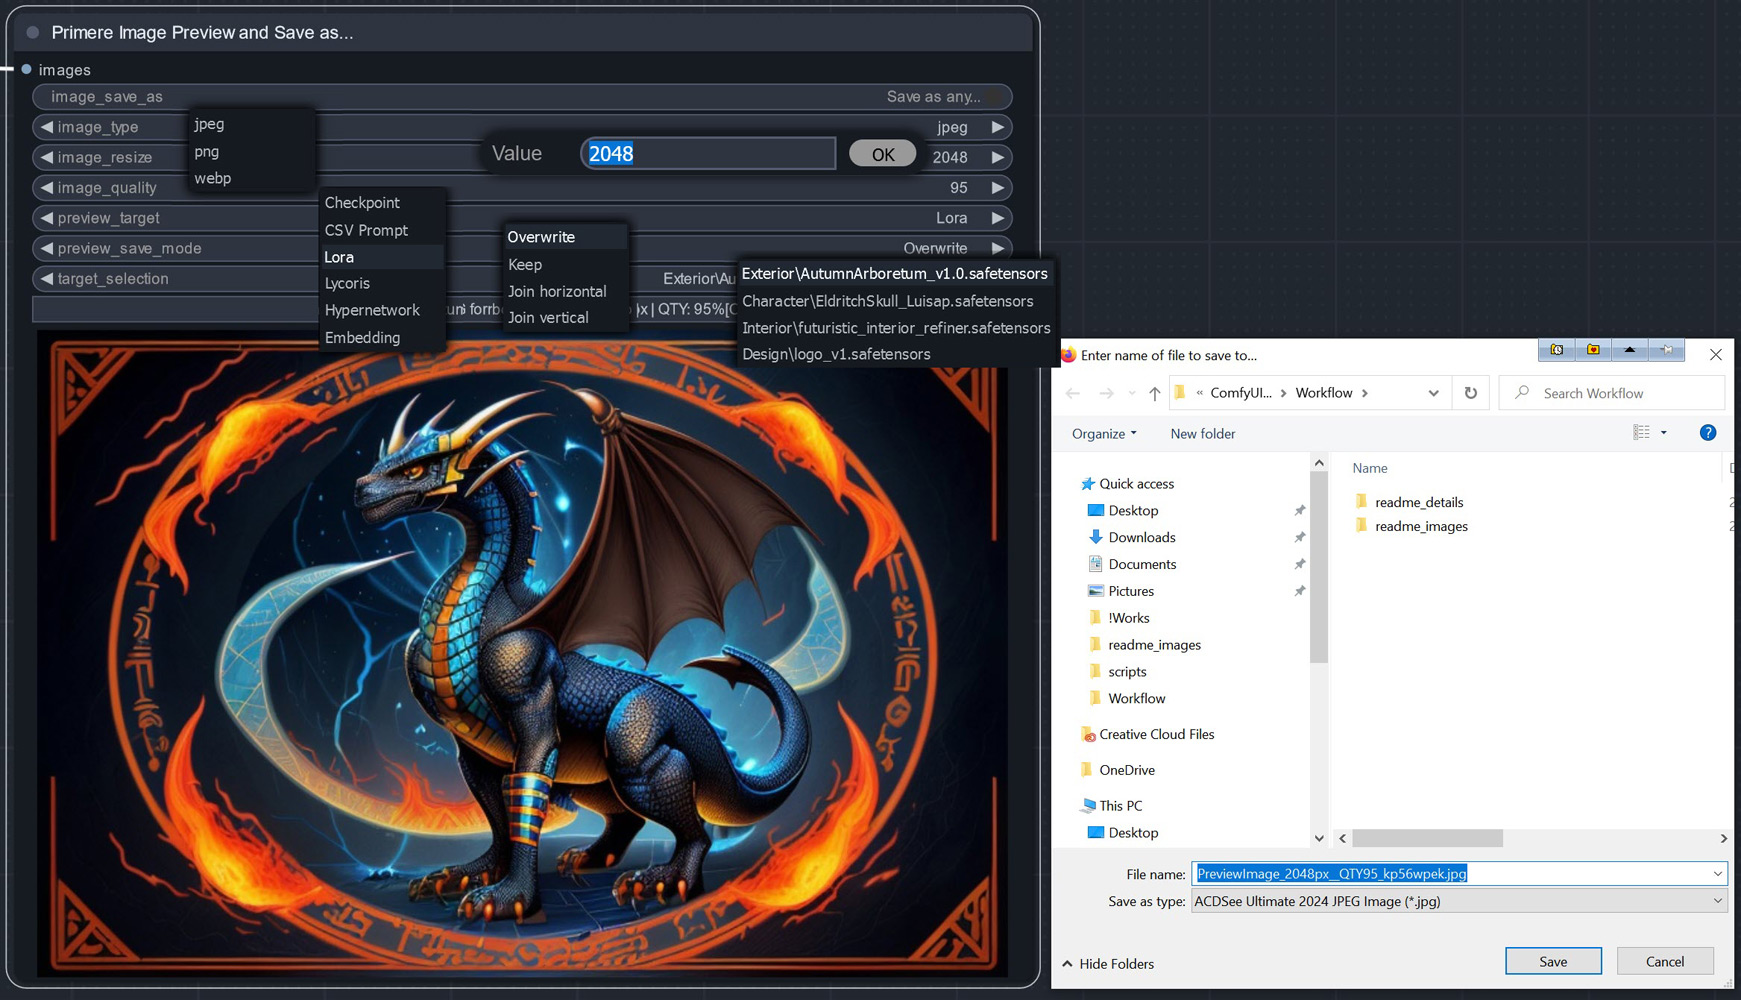 Primere Image Preview and Save as...
images
image_save_as Save as any...
image_type jpeg
image_resize 2048
image_quality 95
preview_target Lora
preview_save_mode Overwrite
target_selection Exterior\Au
x | QTY: 95%[O
jpeg
png
webp
Value 2048 OK
Checkpoint
CSV Prompt
Lora
Lycoris
Hypernetwork
Embedding
Overwrite
Keep
Join horizontal
Join vertical
Exterior\AutumnArboretum_v1.0.safetensors
Character\EldritchSkull_Luisap.safetensors
Interior\futuristic_interior_refiner.safetensors
Design\logo_v1.safetensors
Enter name of file to save to...
« ComfyUI... > Workflow >
Search Workflow
Organize New folder
Name
Quick access
Desktop
Downloads
Documents
Pictures
!Works
readme_images
scripts
Workflow
Creative Cloud Files
OneDrive
This PC
Desktop
readme_details
readme_images
File name: PreviewImage_2048px__QTY95_kp56wpek.jpg
Save as type: ACDSee Ultimate 2024 JPEG Image (*.jpg)
Hide Folders
Save Cancel